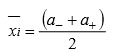 x̅i̅ = (a₋ + a₊) / 2